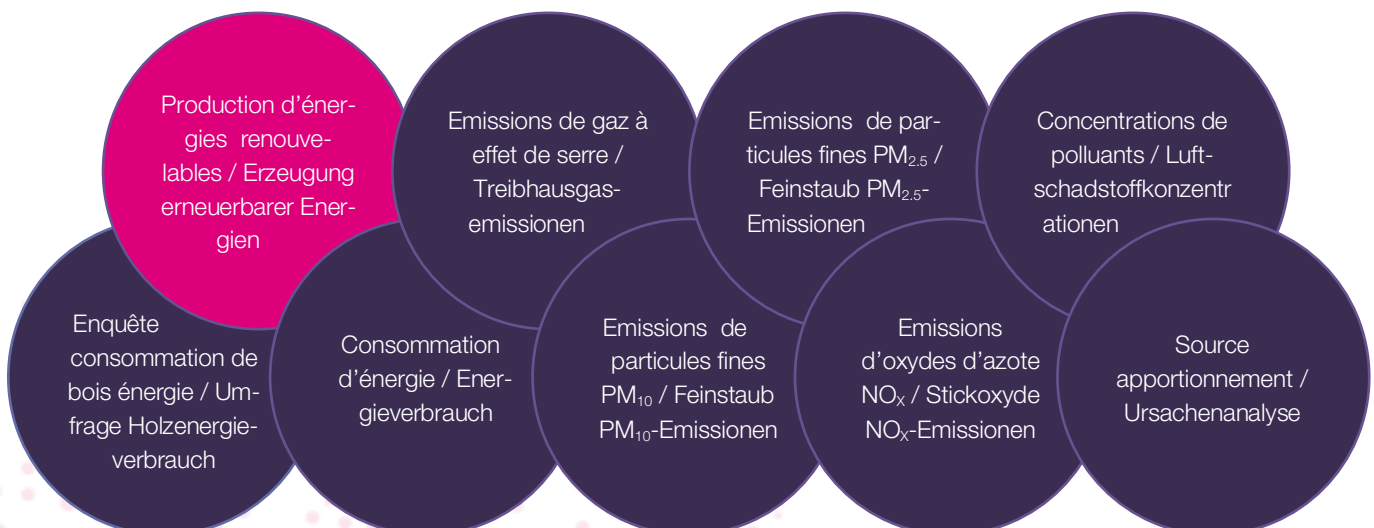 Production d’éner-
gies renouve-
lables / Erzeugung
erneuerbarer Ener-
gien
Emissions de gaz à
effet de serre /
Treibhausgas-
emissionen
Emissions de par-
ticules fines PM₂.₅ /
Feinstaub PM₂.₅-
Emissionen
Concentrations de
polluants / Luft-
schadstoffkonzentr
ationen
Enquête
consommation de
bois énergie / Um-
frage Holzenergie-
verbrauch
Consommation
d’énergie / Ener-
gieverbrauch
Emissions de
particules fines
PM₁₀ / Feinstaub
PM₁₀-Emissionen
Emissions
d’oxydes d’azote
NOₓ / Stickoxyde
NOₓ-Emissionen
Source
apportionnement /
Ursachenanalyse